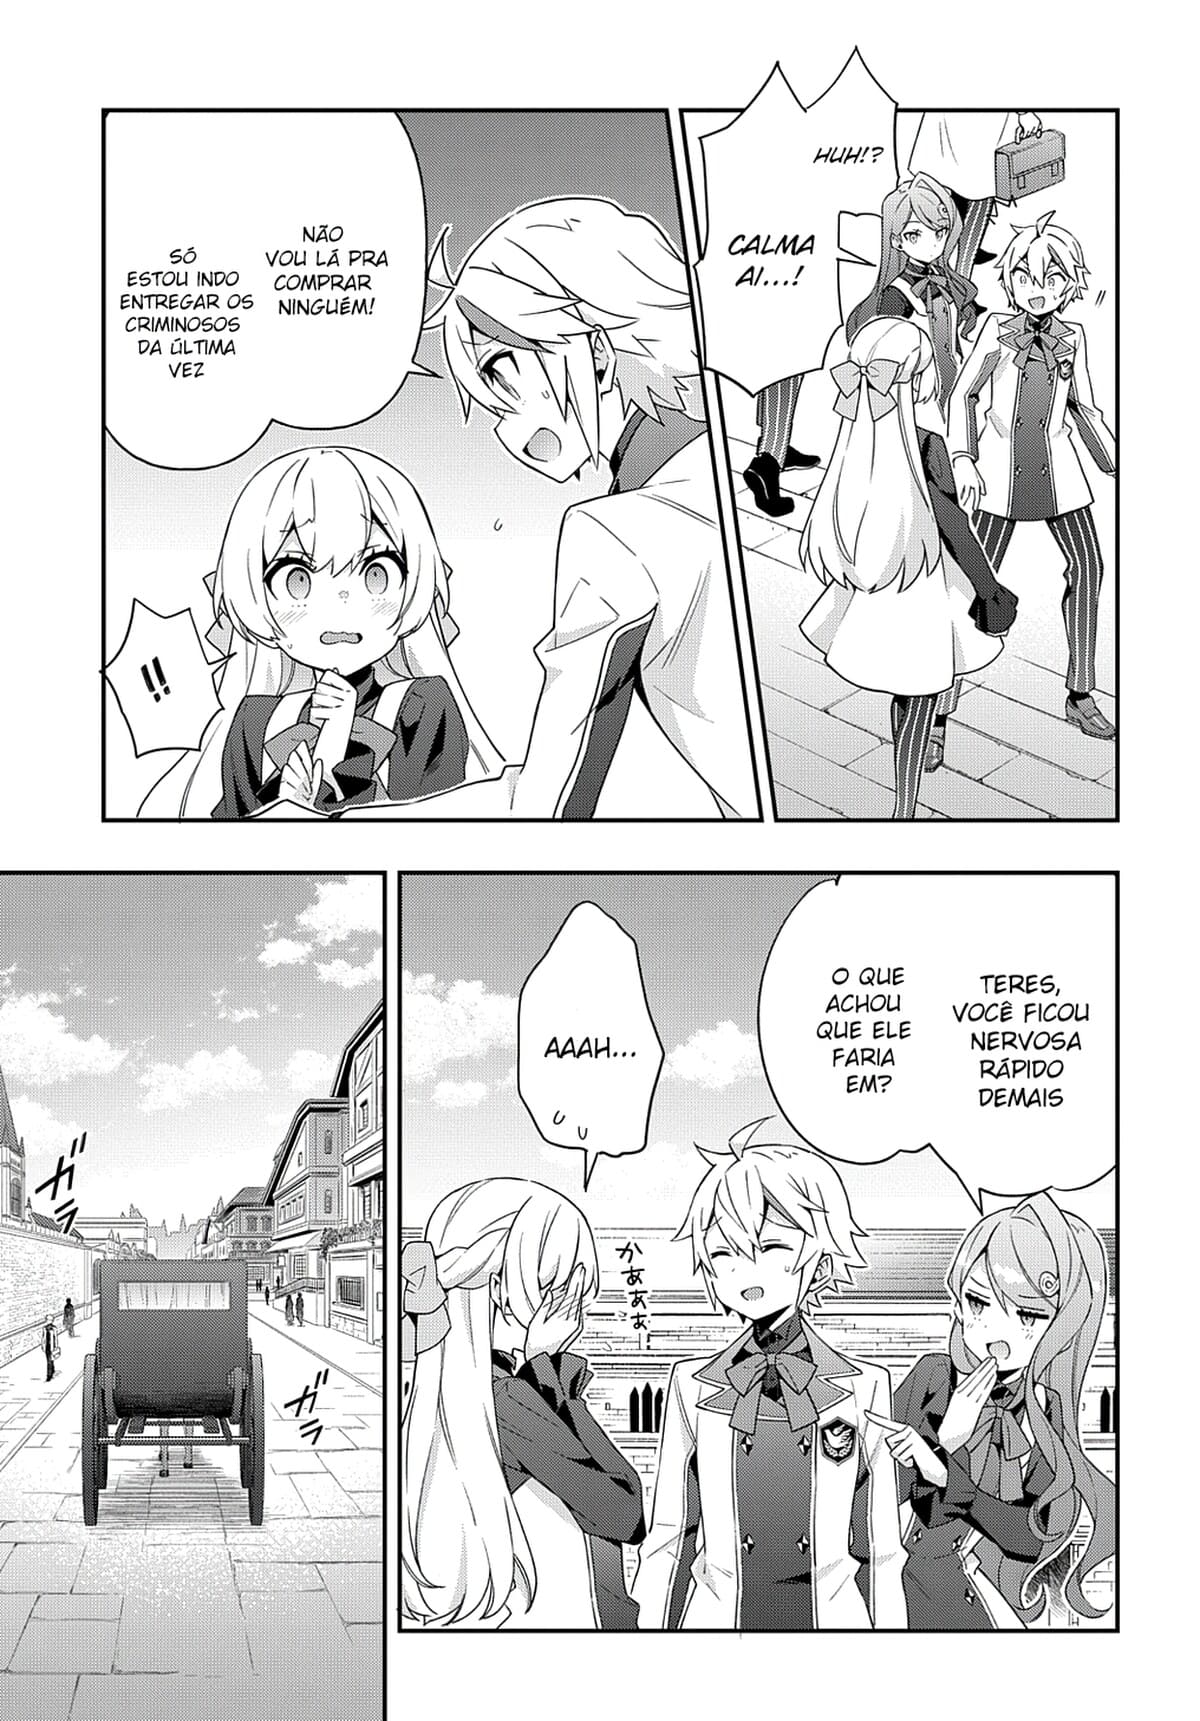 HUH!?
CALMA
AI...!
NÃO
VOU LÁ PRA
COMPRAR
NINGUÉM!
SÓ
ESTOU INDO
ENTREGAR OS
CRIMINOSOS
DA ÚLTIMA
VEZ
!!
TERES,
VOCÊ FICOU
NERVOSA
RÁPIDO
DEMAIS
O QUE
ACHOU
QUE ELE
FARIA
EM?
AAAH...
かぁぁぁ
ガラ
ガラ